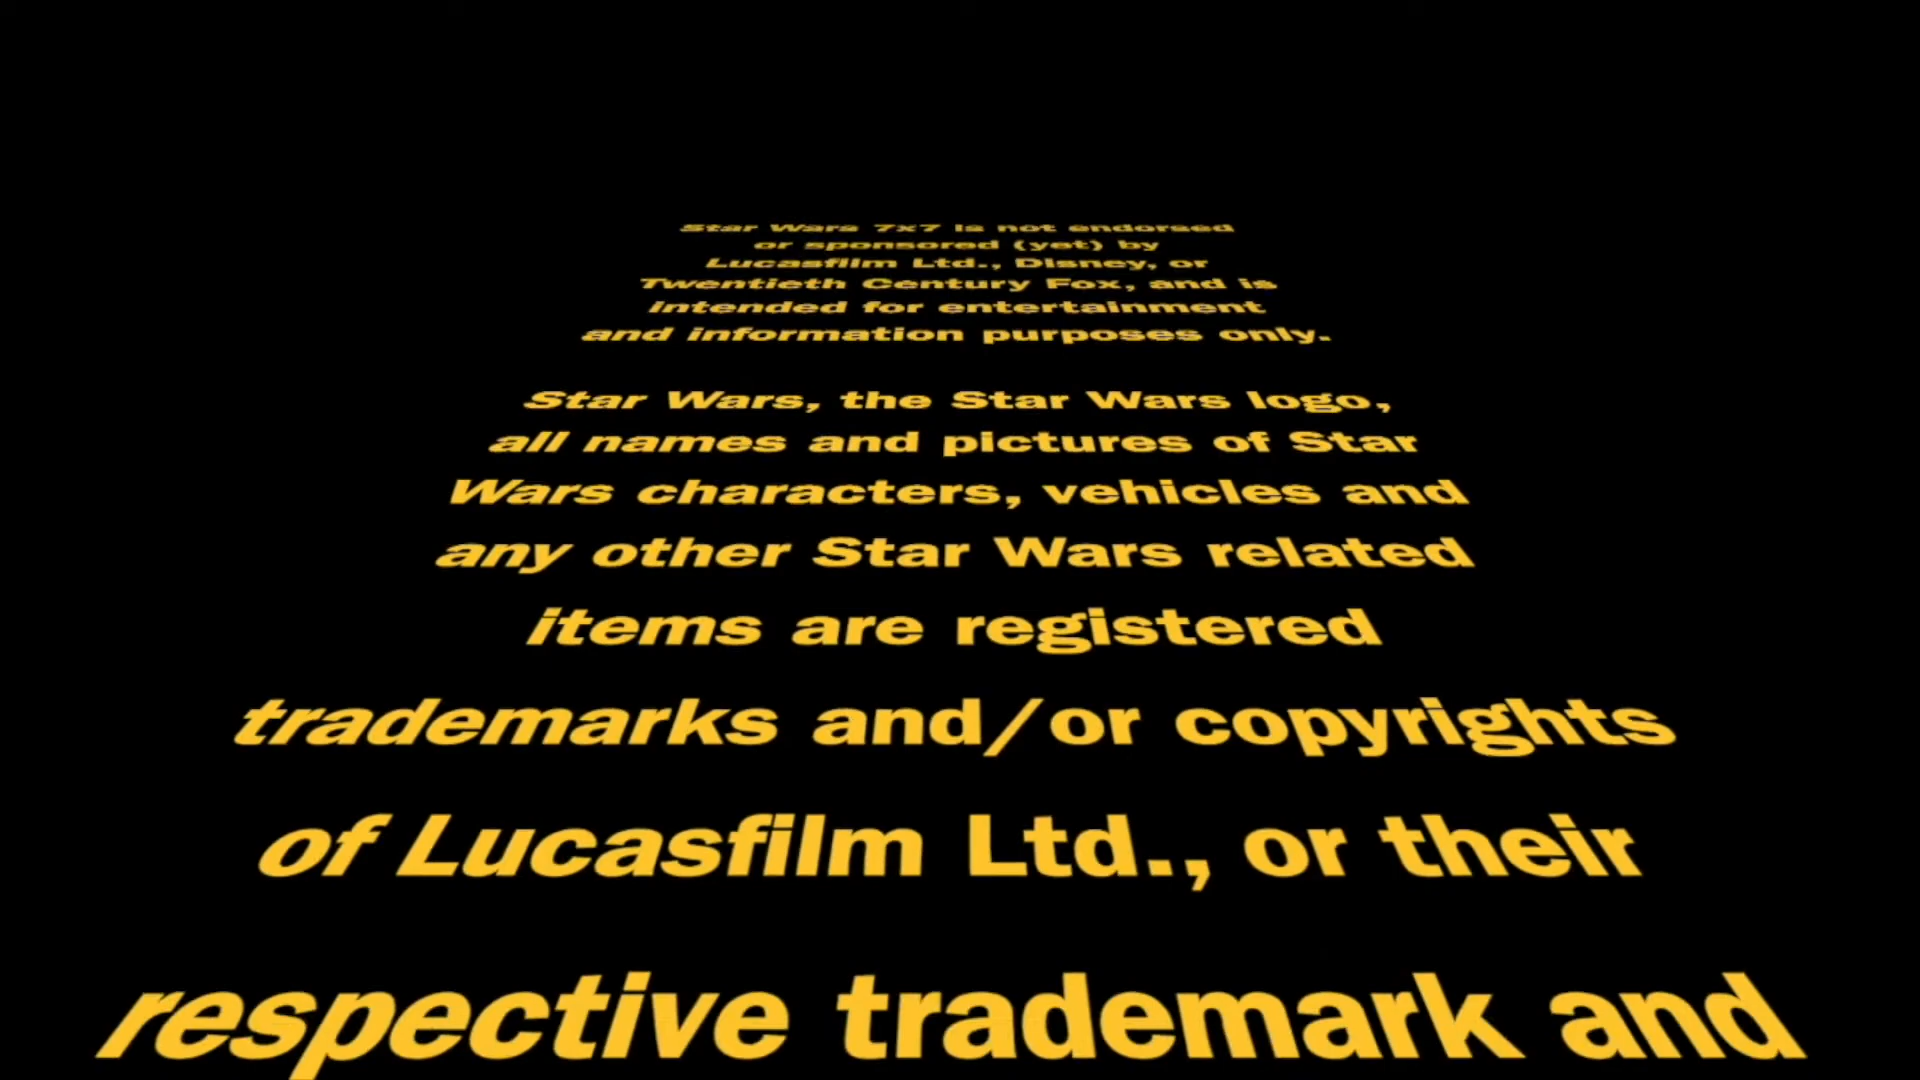 Star Wars 7x7 is not endorsed
or sponsored (yet) by
Lucasfilm Ltd., Disney, or
Twentieth Century Fox, and is
intended for entertainment
and information purposes only.
Star Wars, the Star Wars logo,
all names and pictures of Star
Wars characters, vehicles and
any other Star Wars related
items are registered
trademarks and/or copyrights
of Lucasfilm Ltd., or their
respective trademark and